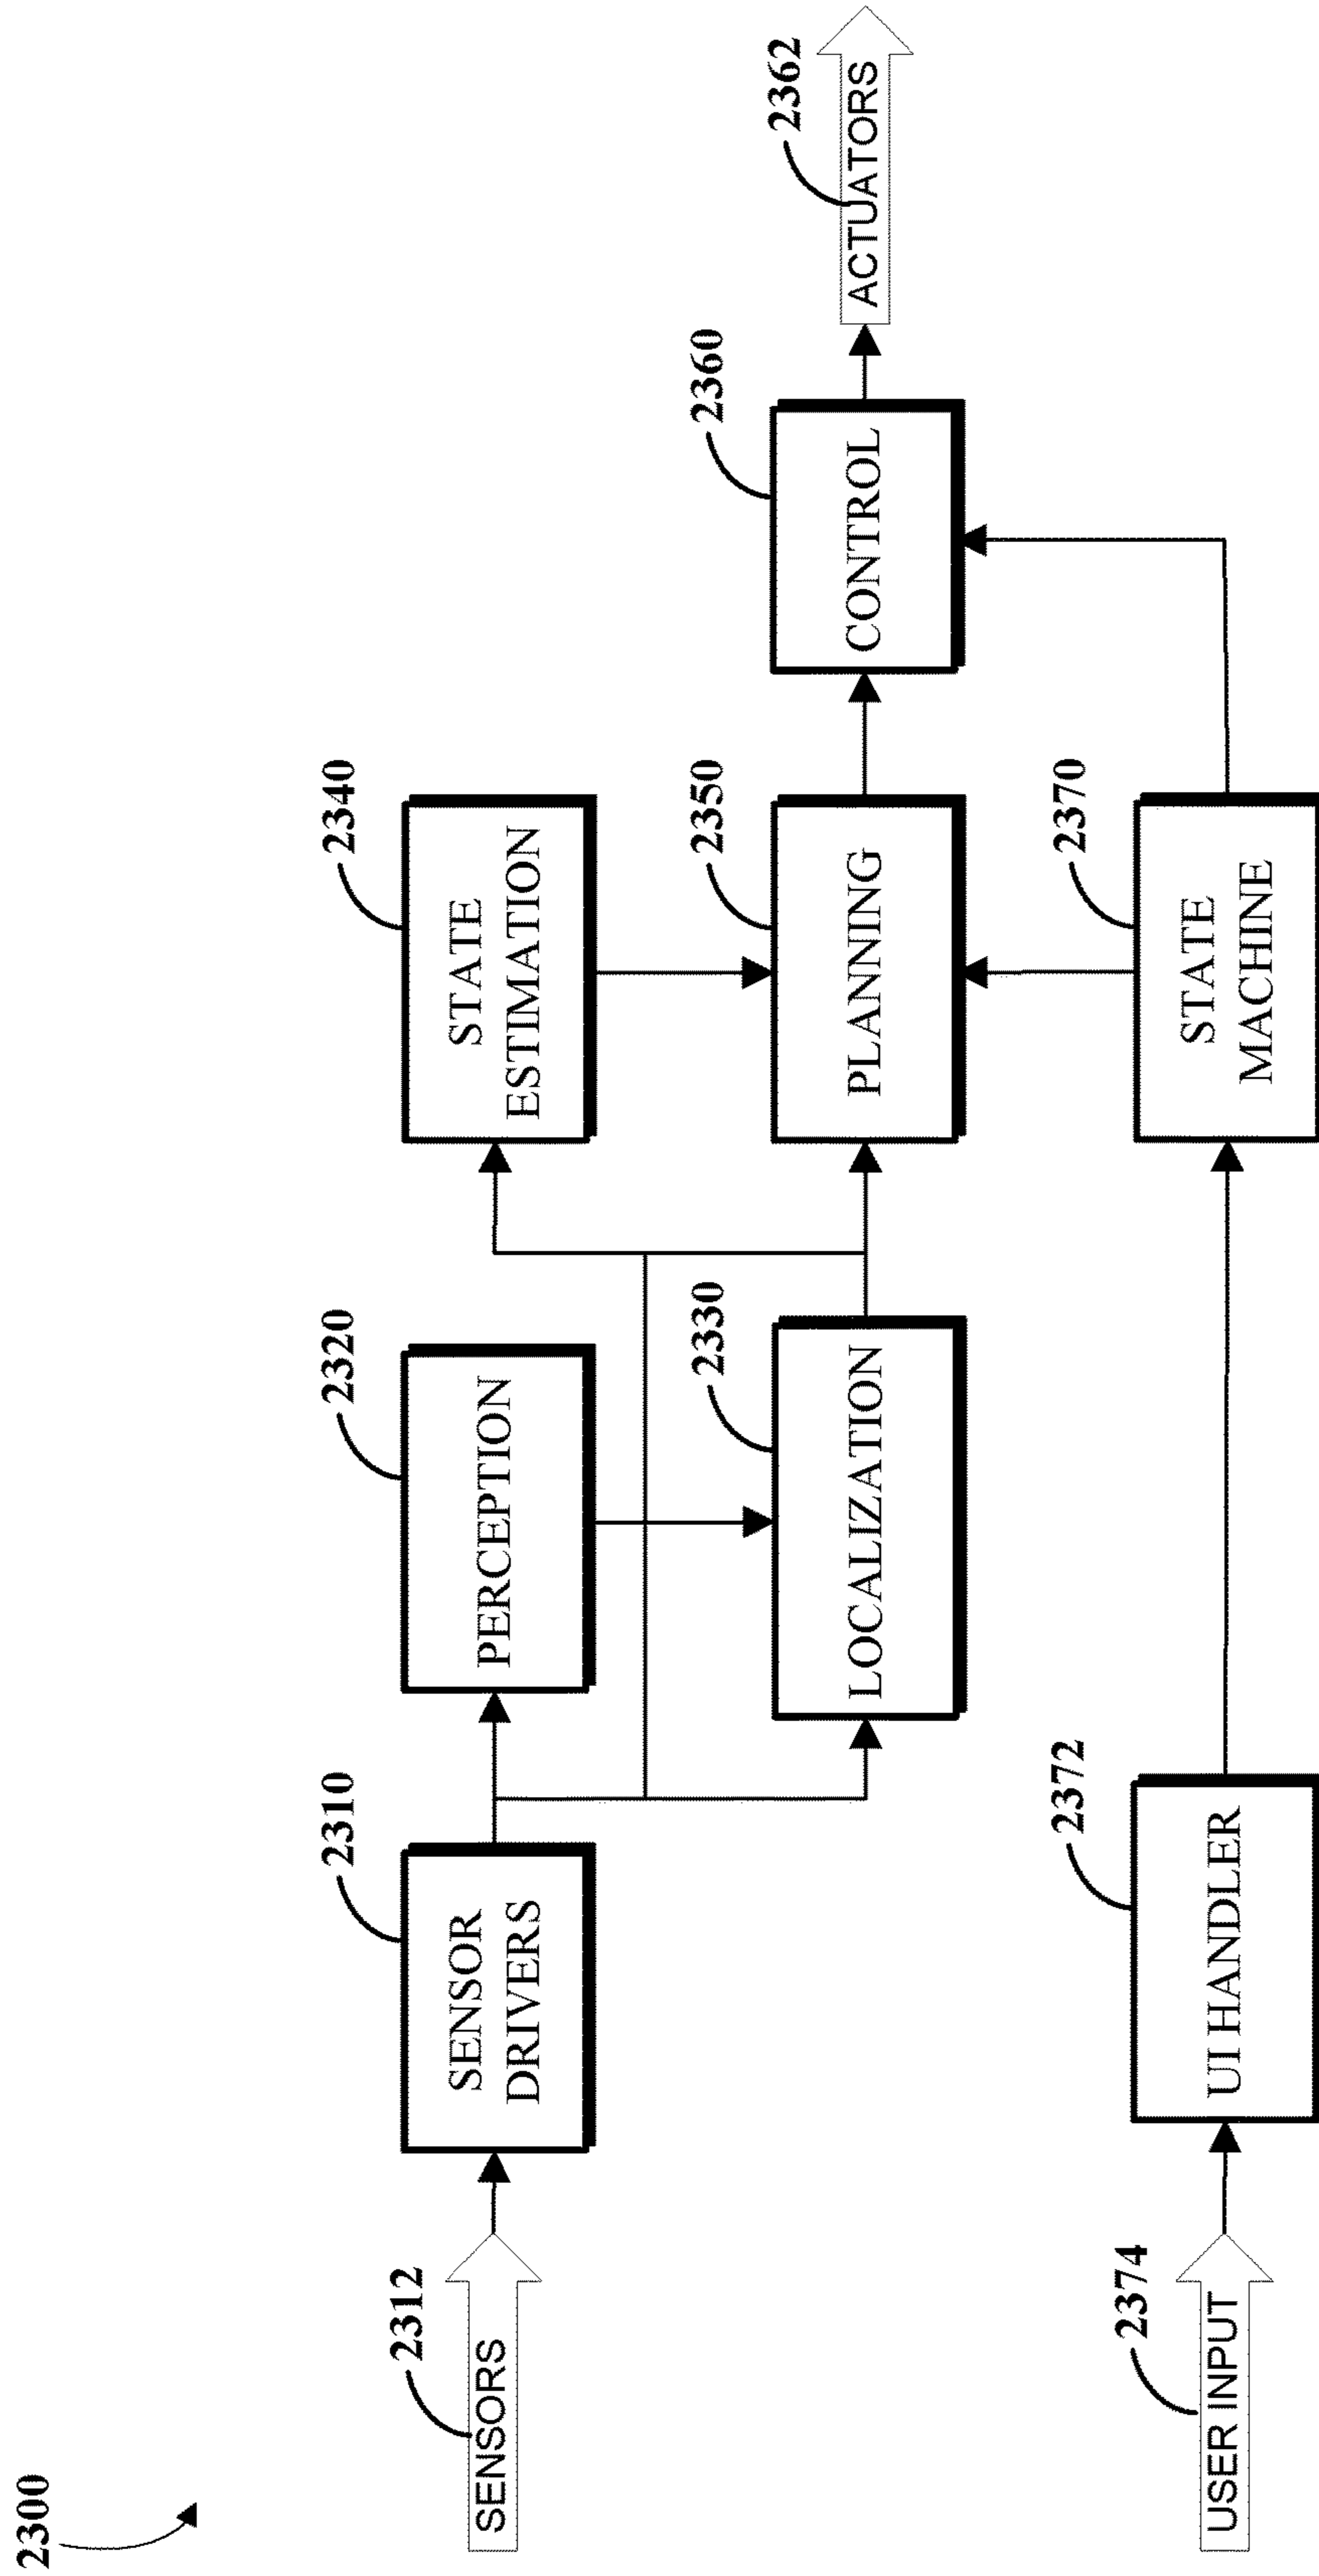 2300
SENSORS
2312
SENSOR
DRIVERS
2310
PERCEPTION
2320
LOCALIZATION
2330
STATE
ESTIMATION
2340
PLANNING
2350
CONTROL
2360
ACTUATORS
2362
USER INPUT
2374
UI HANDLER
2372
STATE
MACHINE
2370